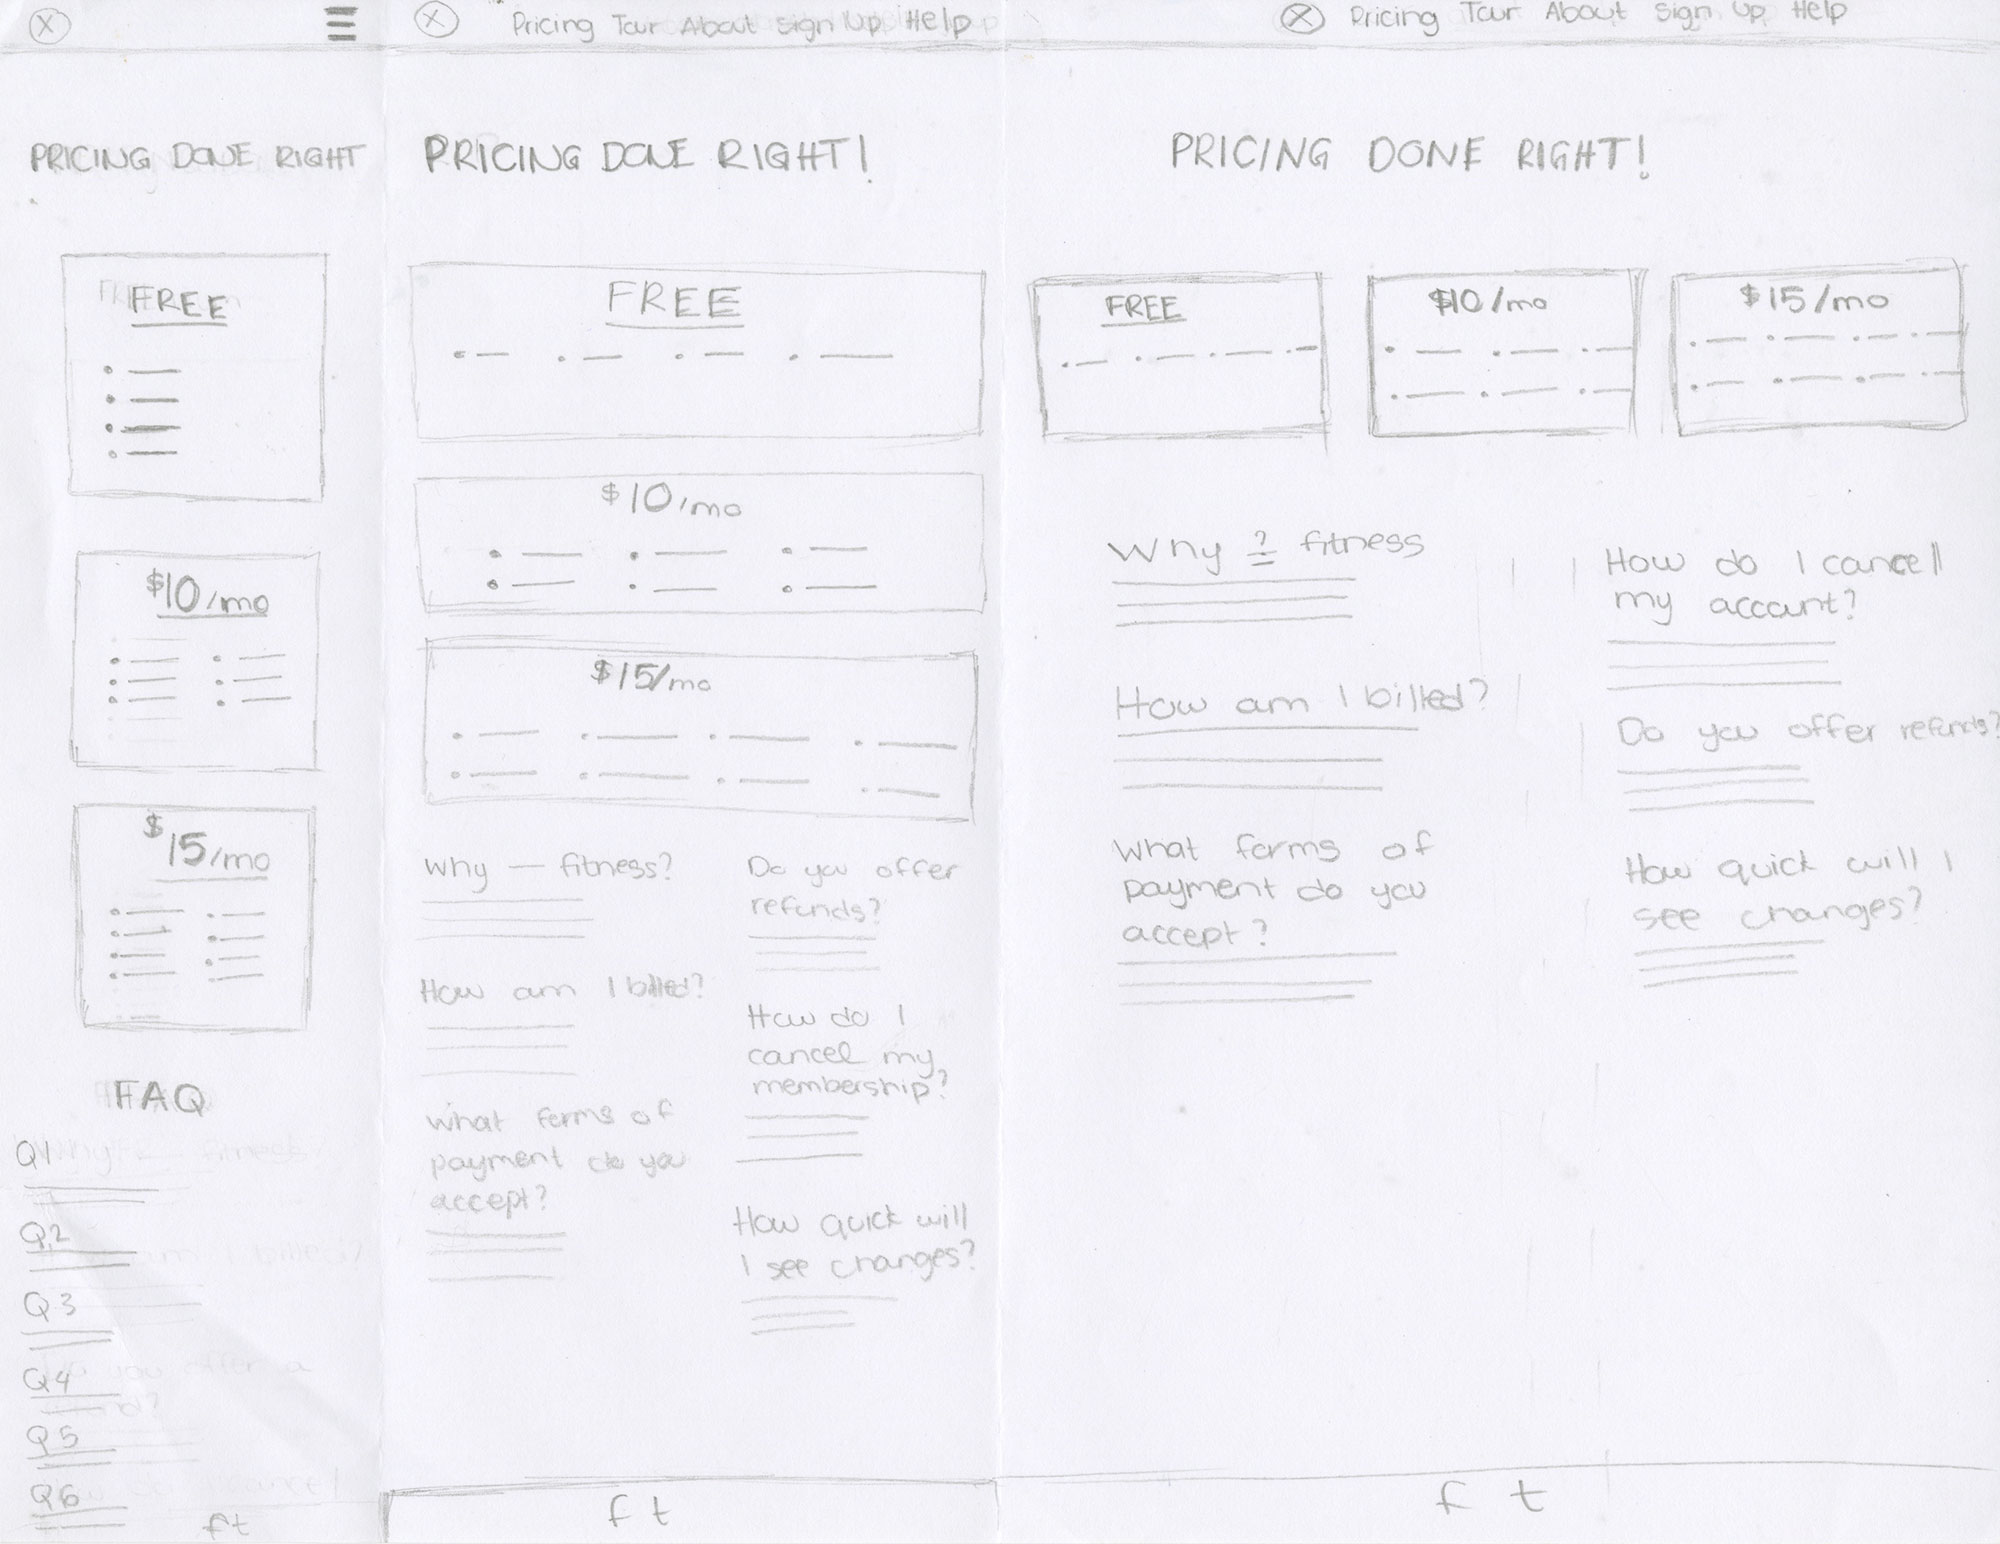 PRICING DONE RIGHT
FREE
$10/mo
$15/mo
FAQ
Q1
Q2
Q3
Q4
Q5
Q6
f t
Pricing Tour About Sign Up Help
PRICING DONE RIGHT!
FREE
$10/mo
$15/mo
Why — fitness?
How am I billed?
What forms of
payment do you
accept?
Do you offer
refunds?
How do I
cancel my
membership?
How quick will
I see changes?
f t
Pricing Tour About Sign Up Help
PRICING DONE RIGHT!
FREE
$10/mo
$15/mo
Why ? fitness
How am I billed?
What forms of
payment do you
accept?
How do I cancel
my account?
Do you offer refunds?
How quick will I
see changes?
f t